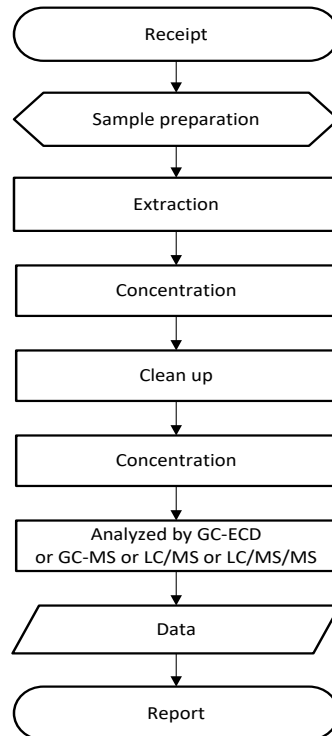 Receipt
Sample preparation
Extraction
Concentration
Clean up
Concentration
Analyzed by GC-ECD
or GC-MS or LC/MS or LC/MS/MS
Data
Report